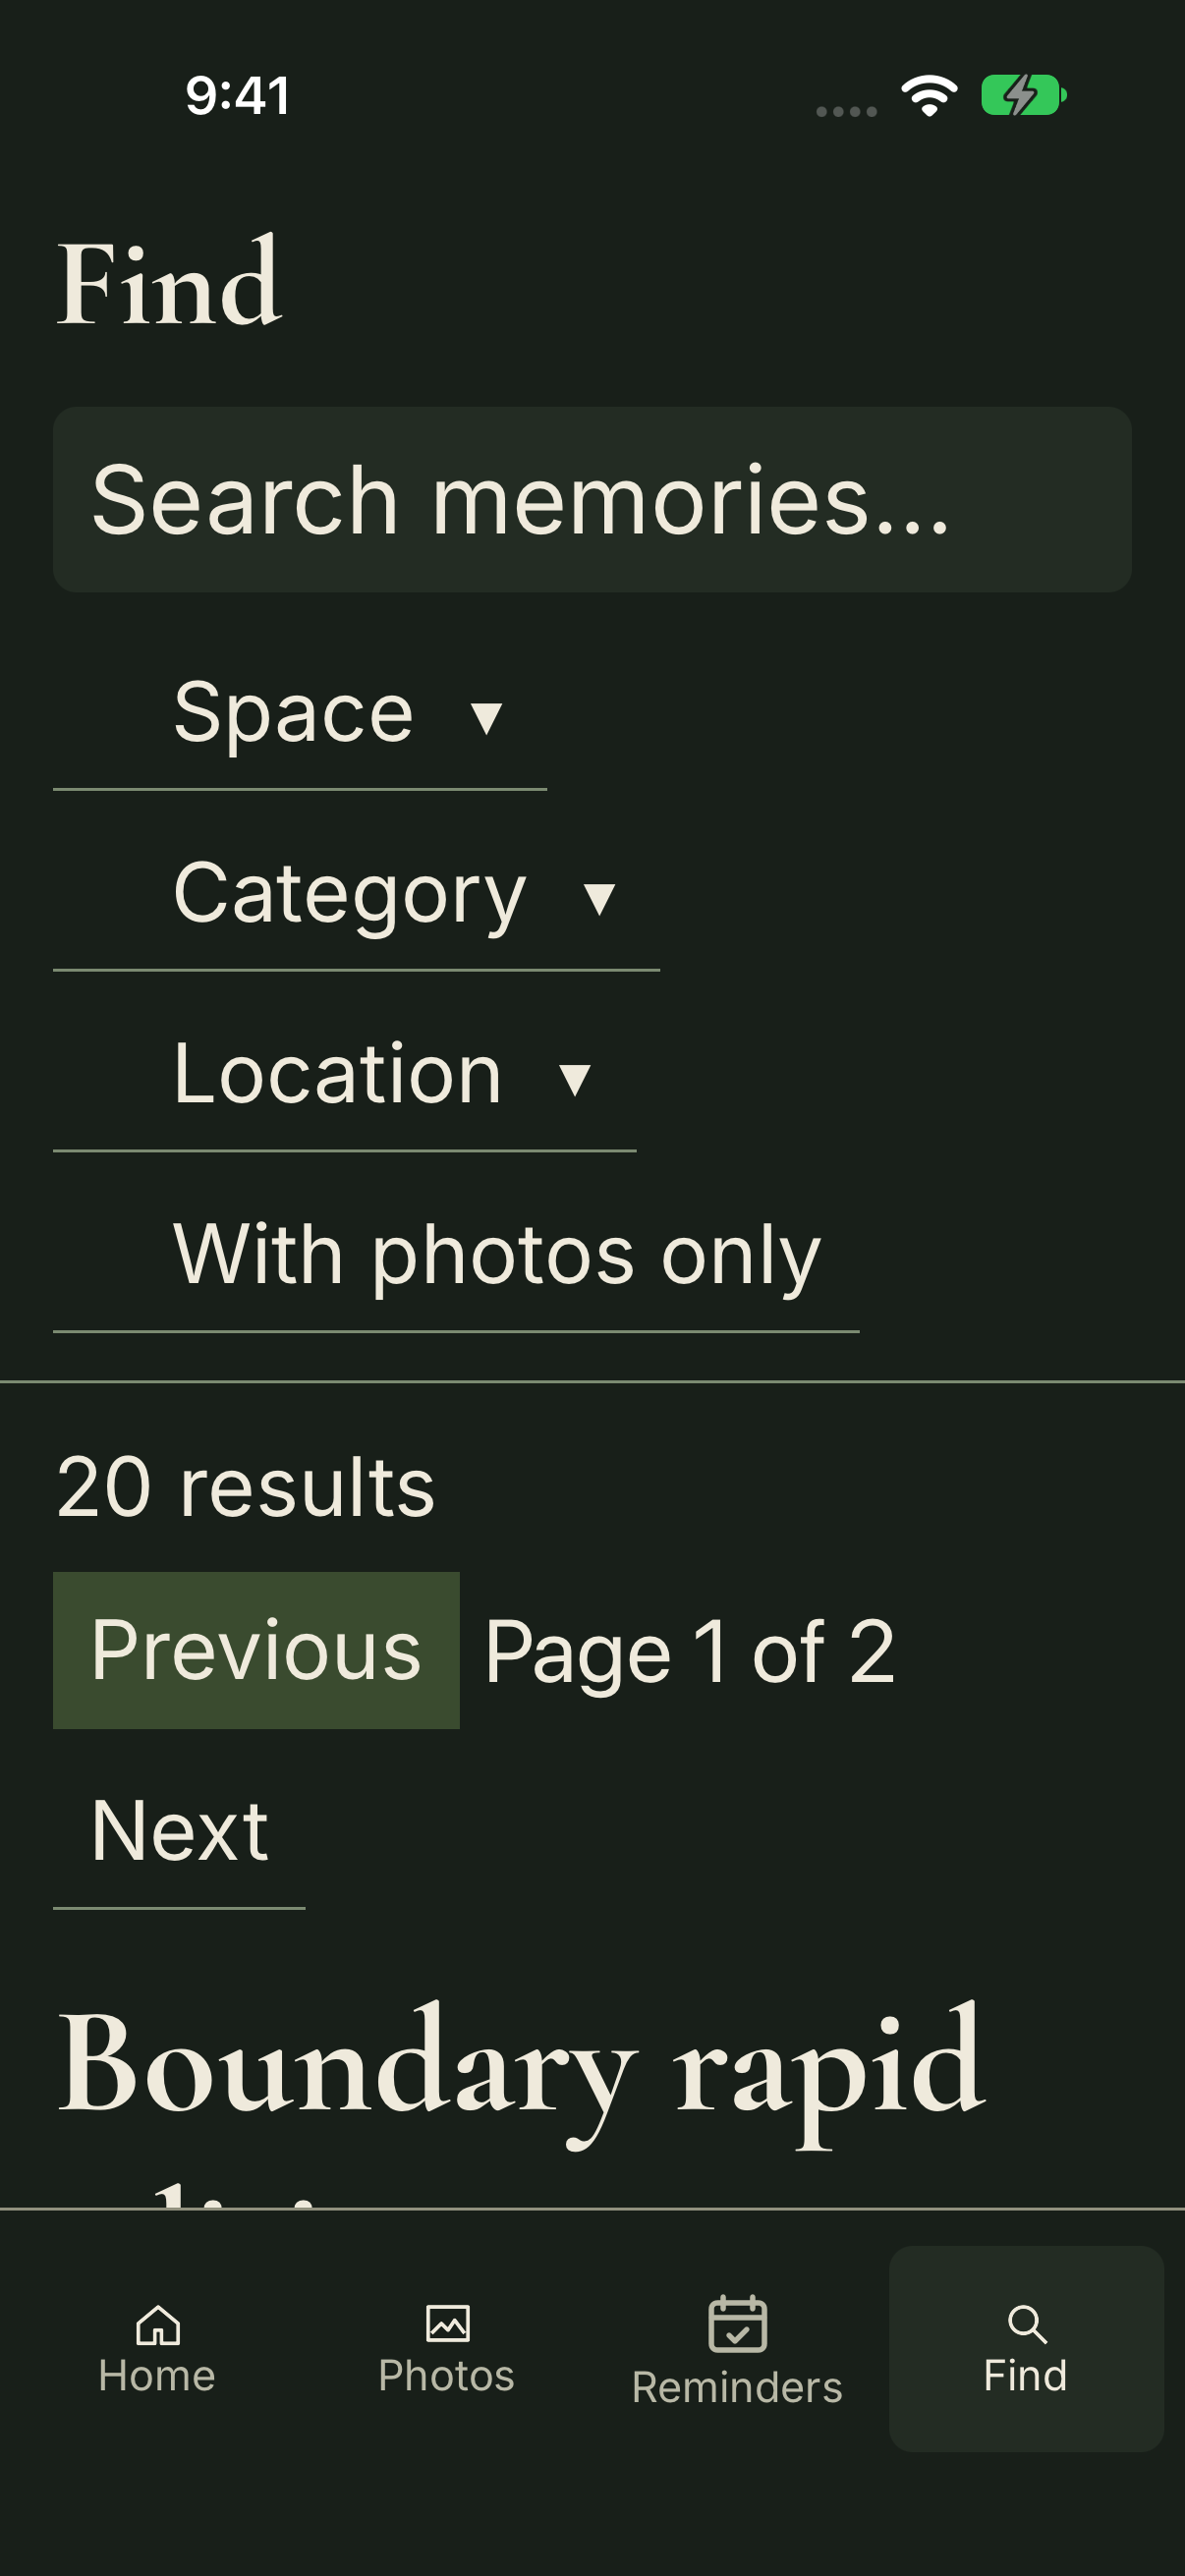 9:41
Find
Search memories...
Space ▼
Category ▼
Location ▼
With photos only
20 results
Previous Page 1 of 2
Next
Boundary rapid
Home Photos Reminders Find